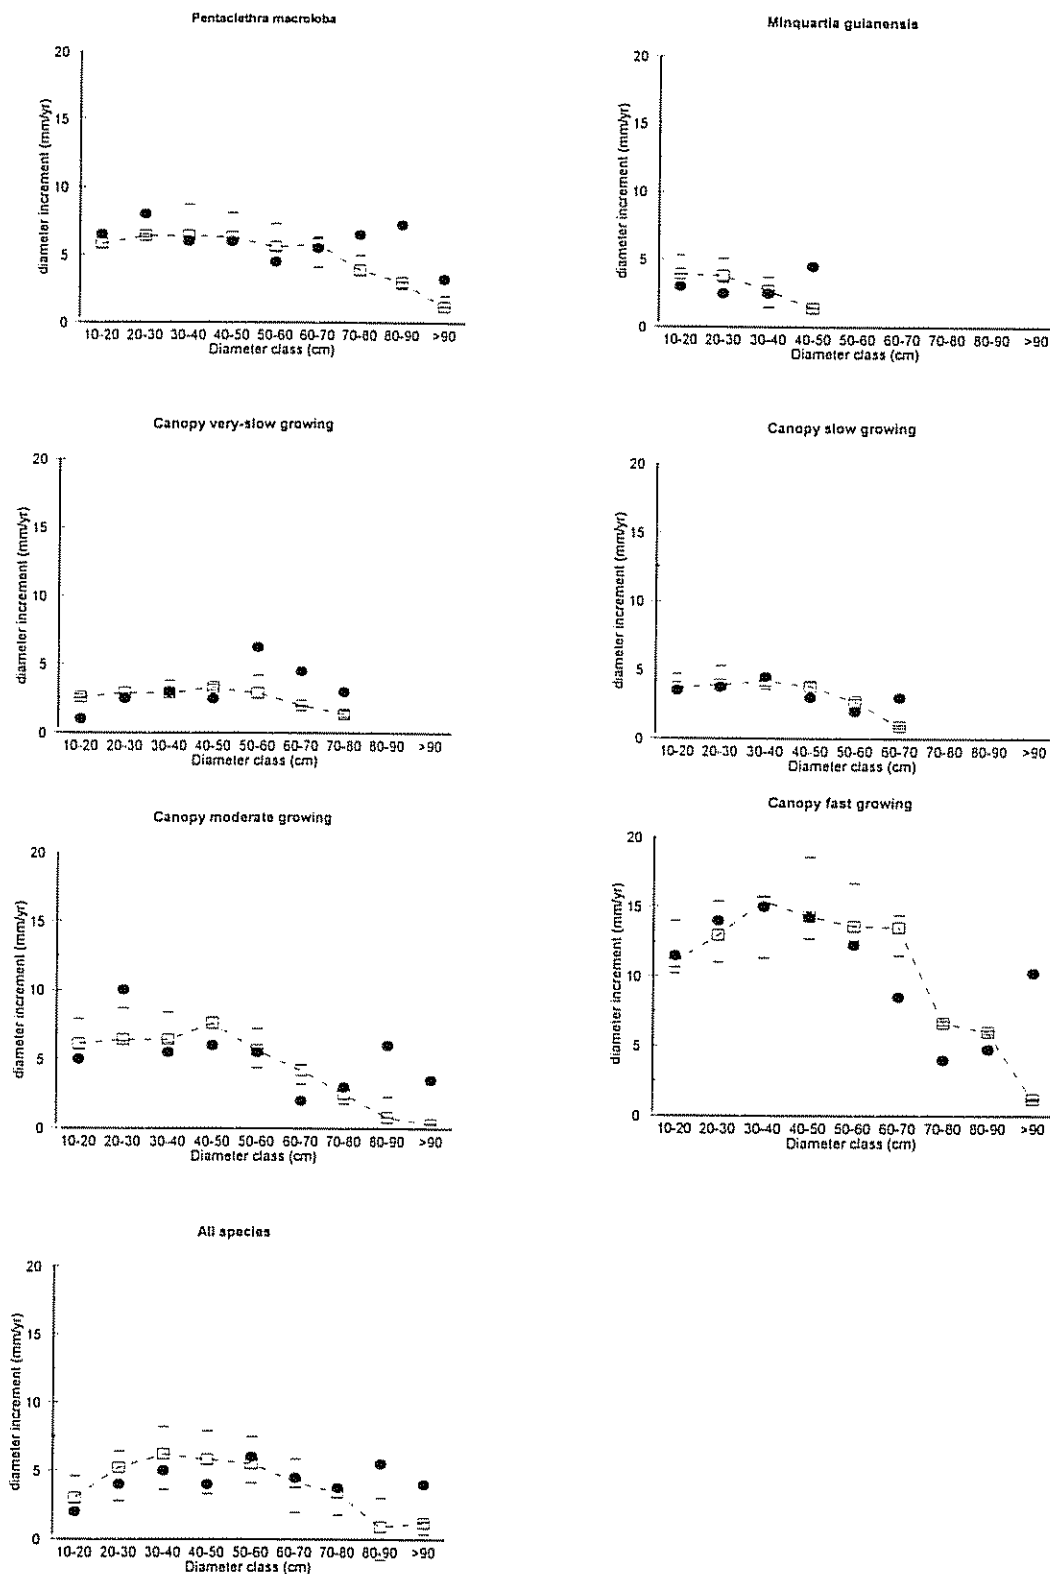 Pentaclethra macroloba
20
15
10
5
0
diameter increment (mm/yr)
10-20 20-30 30-40 40-50 50-60 60-70 70-80 80-90 >90
Diameter class (cm)
Minquartia guianensis
20
15
10
5
0
diameter increment (mm/yr)
10-20 20-30 30-40 40-50 50-60 60-70 70-80 80-90 >90
Diameter class (cm)
Canopy very-slow growing
20
15
10
5
0
diameter increment (mm/yr)
10-20 20-30 30-40 40-50 50-60 60-70 70-80 80-90 >90
Diameter class (cm)
Canopy slow growing
20
15
10
5
0
diameter increment (mm/yr)
10-20 20-30 30-40 40-50 50-60 60-70 70-80 80-90 >90
Diameter class (cm)
Canopy moderate growing
20
15
10
5
0
diameter increment (mm/yr)
10-20 20-30 30-40 40-50 50-60 60-70 70-80 80-90 >90
Diameter class (cm)
Canopy fast growing
20
15
10
5
0
diameter increment (mm/yr)
10-20 20-30 30-40 40-50 50-60 60-70 70-80 80-90 >90
Diameter class (cm)
All species
20
15
10
5
0
diameter increment (mm/yr)
10-20 20-30 30-40 40-50 50-60 60-70 70-80 80-90 >90
Diameter class (cm)